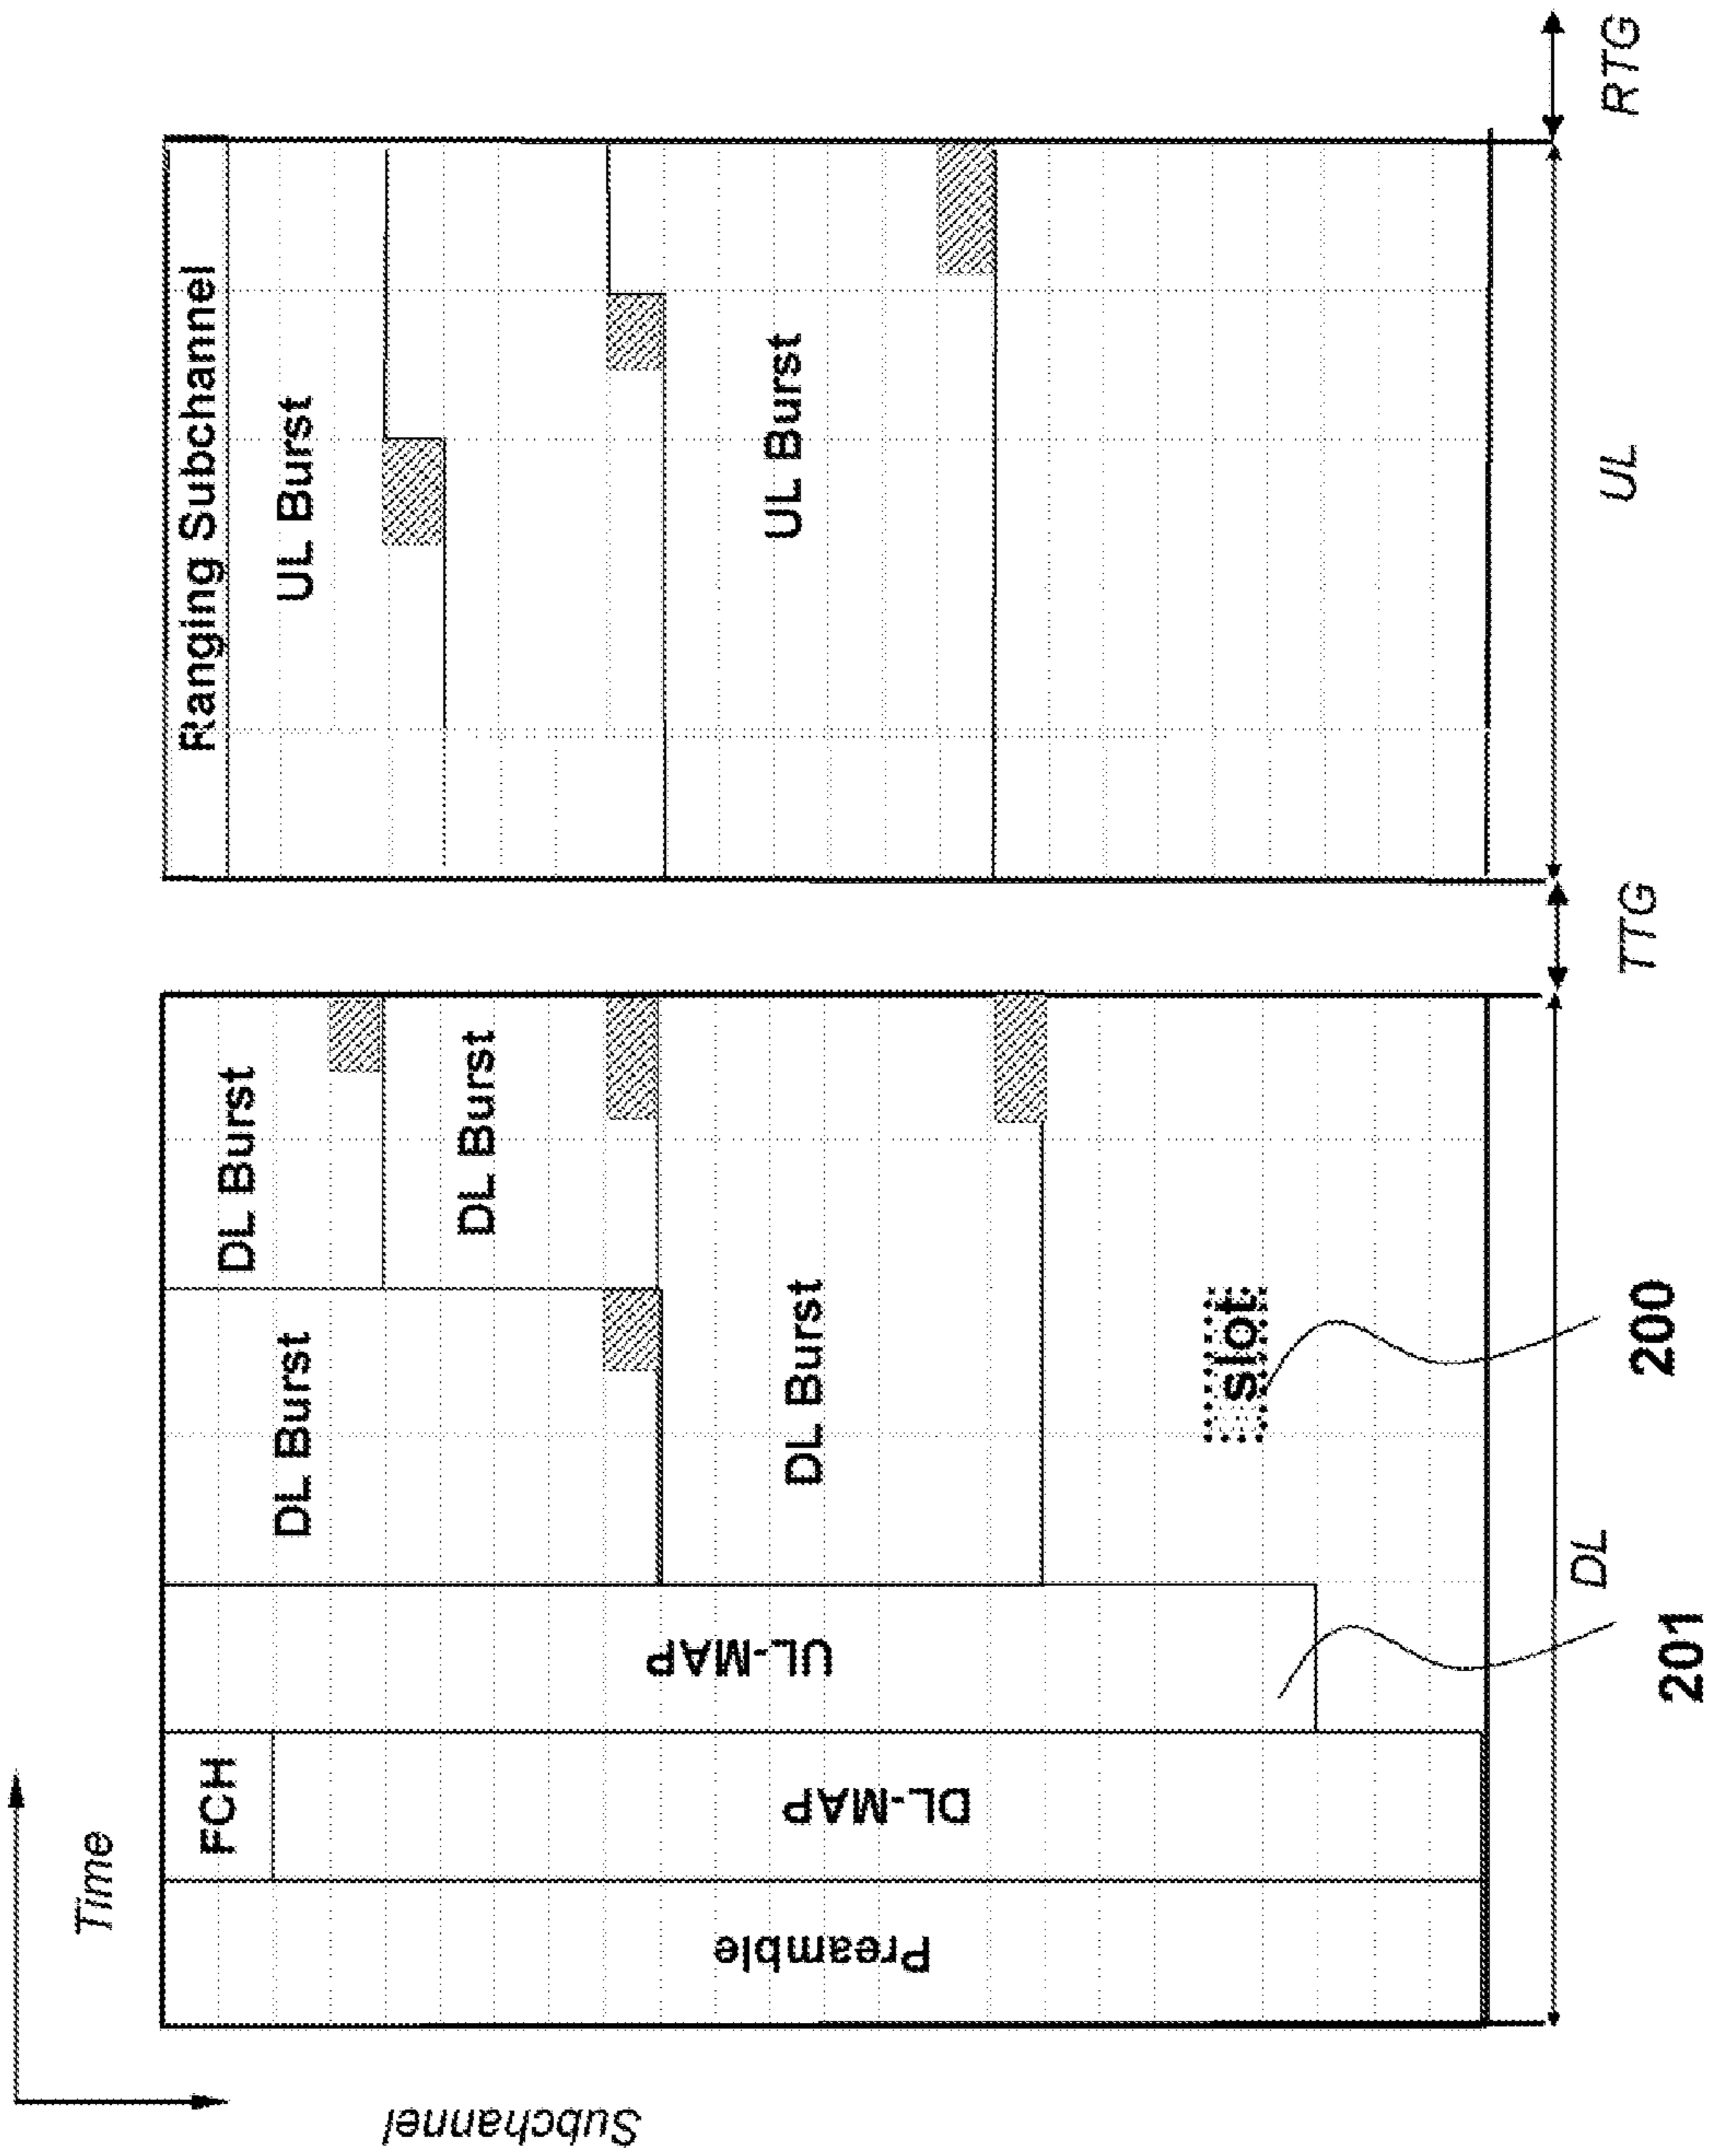 Time
Subchannel
Preamble
FCH
DL-MAP
UL-MAP
DL Burst
DL Burst
DL Burst
DL Burst
slot
Ranging Subchannel
UL Burst
UL Burst
DL
TTG
UL
RTG
201
200